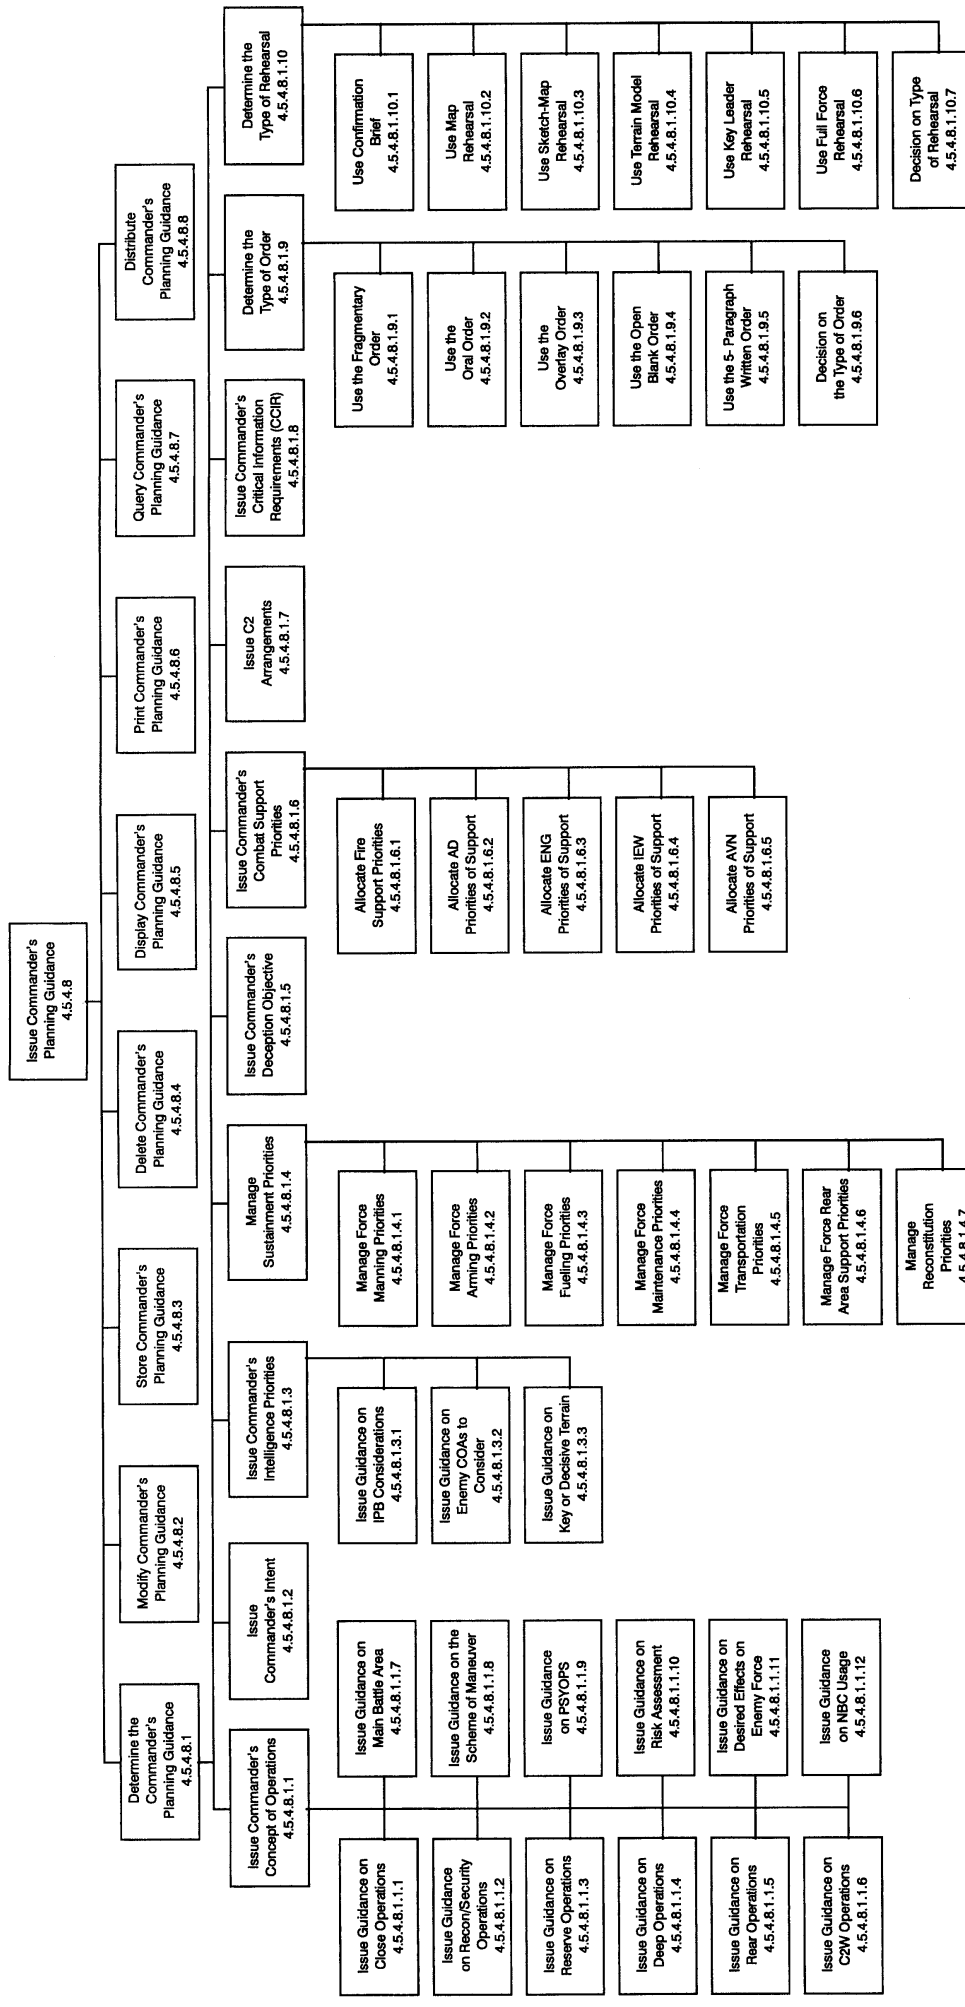 Issue Commander's
Planning Guidance
4.5.4.8
Determine the
Commander's
Planning Guidance
4.5.4.8.1
Modify Commander's
Planning Guidance
4.5.4.8.2
Store Commander's
Planning Guidance
4.5.4.8.3
Delete Commander's
Planning Guidance
4.5.4.8.4
Display Commander's
Planning Guidance
4.5.4.8.5
Print Commander's
Planning Guidance
4.5.4.8.6
Query Commander's
Planning Guidance
4.5.4.8.7
Distribute
Commander's
Planning Guidance
4.5.4.8.8
Issue Commander's
Concept of Operations
4.5.4.8.1.1
Issue
Commander's Intent
4.5.4.8.1.2
Issue Commander's
Intelligence Priorities
4.5.4.8.1.3
Manage
Sustainment Priorities
4.5.4.8.1.4
Issue Commander's
Deception Objective
4.5.4.8.1.5
Issue Commander's
Combat Support
Priorities
4.5.4.8.1.6
Issue C2
Arrangements
4.5.4.8.1.7
Issue Commander's
Critical Information
Requirements (CCIR)
4.5.4.8.1.8
Determine the
Type of Order
4.5.4.8.1.9
Determine the
Type of Rehearsal
4.5.4.8.1.10
Issue Guidance on
Close Operations
4.5.4.8.1.1.1
Issue Guidance
on Recon/Security
Operations
4.5.4.8.1.1.2
Issue Guidance on
Reserve Operations
4.5.4.8.1.1.3
Issue Guidance on
Deep Operations
4.5.4.8.1.1.4
Issue Guidance on
Rear Operations
4.5.4.8.1.1.5
Issue Guidance on
C2W Operations
4.5.4.8.1.1.6
Issue Guidance on
Main Battle Area
4.5.4.8.1.1.7
Issue Guidance on the
Scheme of Maneuver
4.5.4.8.1.1.8
Issue Guidance
on PSYOPS
4.5.4.8.1.1.9
Issue Guidance on
Risk Assessment
4.5.4.8.1.1.10
Issue Guidance on
Desired Effects on
Enemy Force
4.5.4.8.1.1.11
Issue Guidance
on NBC Usage
4.5.4.8.1.1.12
Issue Guidance on
IPB Considerations
4.5.4.8.1.3.1
Issue Guidance on
Enemy COAs to
Consider
4.5.4.8.1.3.2
Issue Guidance on
Key or Decisive Terrain
4.5.4.8.1.3.3
Manage Force
Manning Priorities
4.5.4.8.1.4.1
Manage Force
Arming Priorities
4.5.4.8.1.4.2
Manage Force
Fueling Priorities
4.5.4.8.1.4.3
Manage Force
Maintenance Priorities
4.5.4.8.1.4.4
Manage Force
Transportation
Priorities
4.5.4.8.1.4.5
Manage Force Rear
Area Support Priorities
4.5.4.8.1.4.6
Manage
Reconstitution
Priorities
4.5.4.8.1.4.7
Allocate Fire
Support Priorities
4.5.4.8.1.6.1
Allocate AD
Priorities of Support
4.5.4.8.1.6.2
Allocate ENG
Priorities of Support
4.5.4.8.1.6.3
Allocate IEW
Priorities of Support
4.5.4.8.1.6.4
Allocate AVN
Priorities of Support
4.5.4.8.1.6.5
Use the Fragmentary
Order
4.5.4.8.1.9.1
Use the
Oral Order
4.5.4.8.1.9.2
Use the
Overlay Order
4.5.4.8.1.9.3
Use the Open
Blank Order
4.5.4.8.1.9.4
Use the 5- Paragraph
Written Order
4.5.4.8.1.9.5
Decision on
the Type of Order
4.5.4.8.1.9.6
Use Confirmation
Brief
4.5.4.8.1.10.1
Use Map
Rehearsal
4.5.4.8.1.10.2
Use Sketch-Map
Rehearsal
4.5.4.8.1.10.3
Use Terrain Model
Rehearsal
4.5.4.8.1.10.4
Use Key Leader
Rehearsal
4.5.4.8.1.10.5
Use Full Force
Rehearsal
4.5.4.8.1.10.6
Decision on Type
of Rehearsal
4.5.4.8.1.10.7